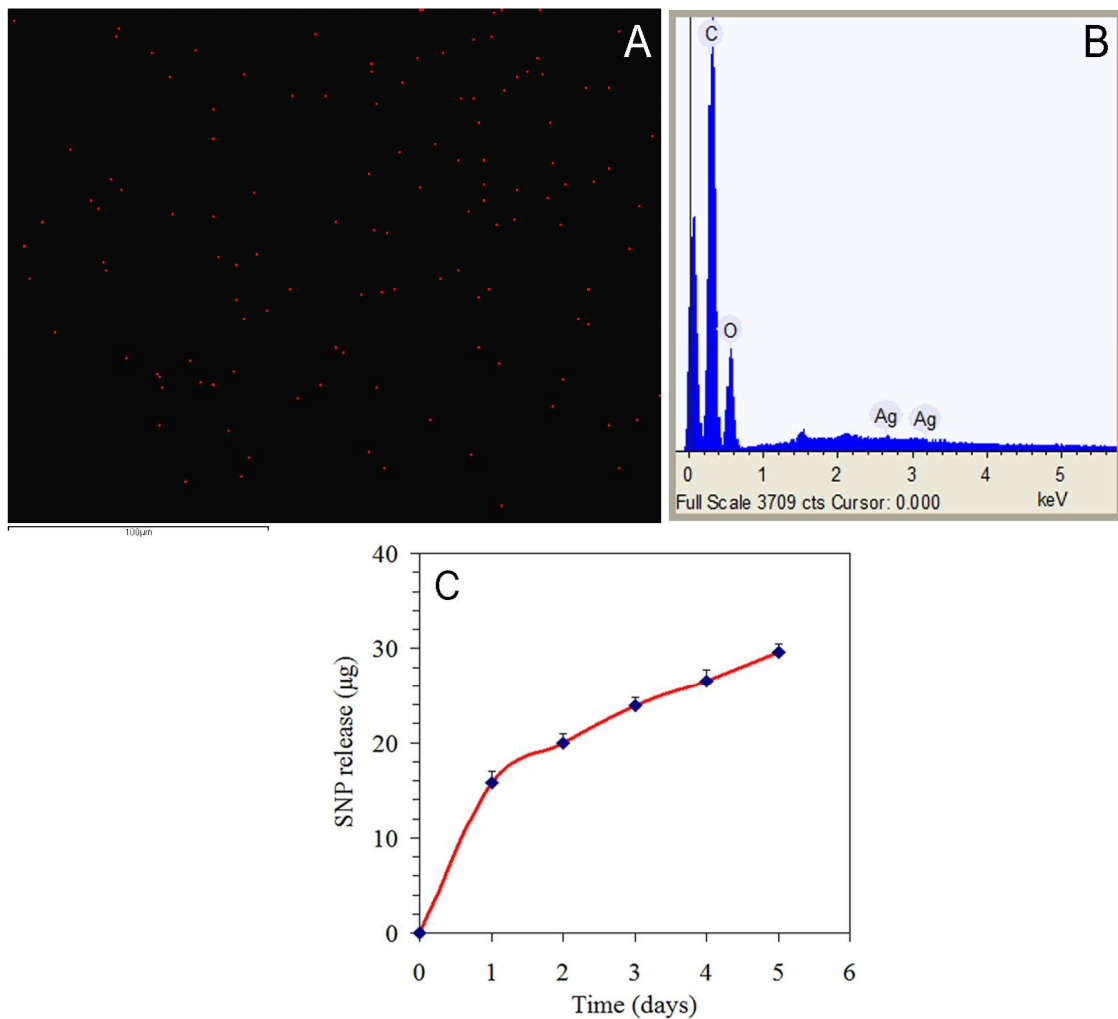 A
100µm
B
C
O
Ag
Ag
0 1 2 3 4 5
Full Scale 3709 cts Cursor: 0.000
keV
C
40
30
20
10
0
SNP release (µg)
0 1 2 3 4 5 6
Time (days)